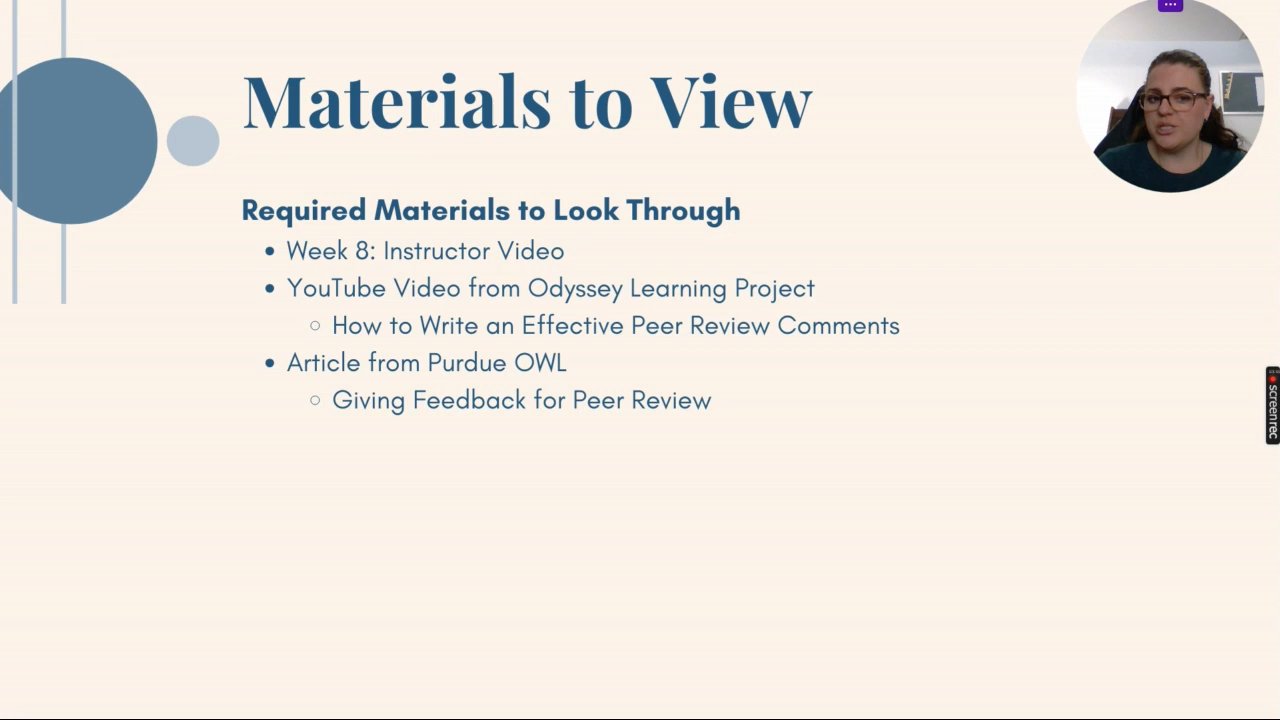 Materials to View
Required Materials to Look Through
Week 8: Instructor Video
YouTube Video from Odyssey Learning Project
How to Write an Effective Peer Review Comments
Article from Purdue OWL
Giving Feedback for Peer Review
screenrec